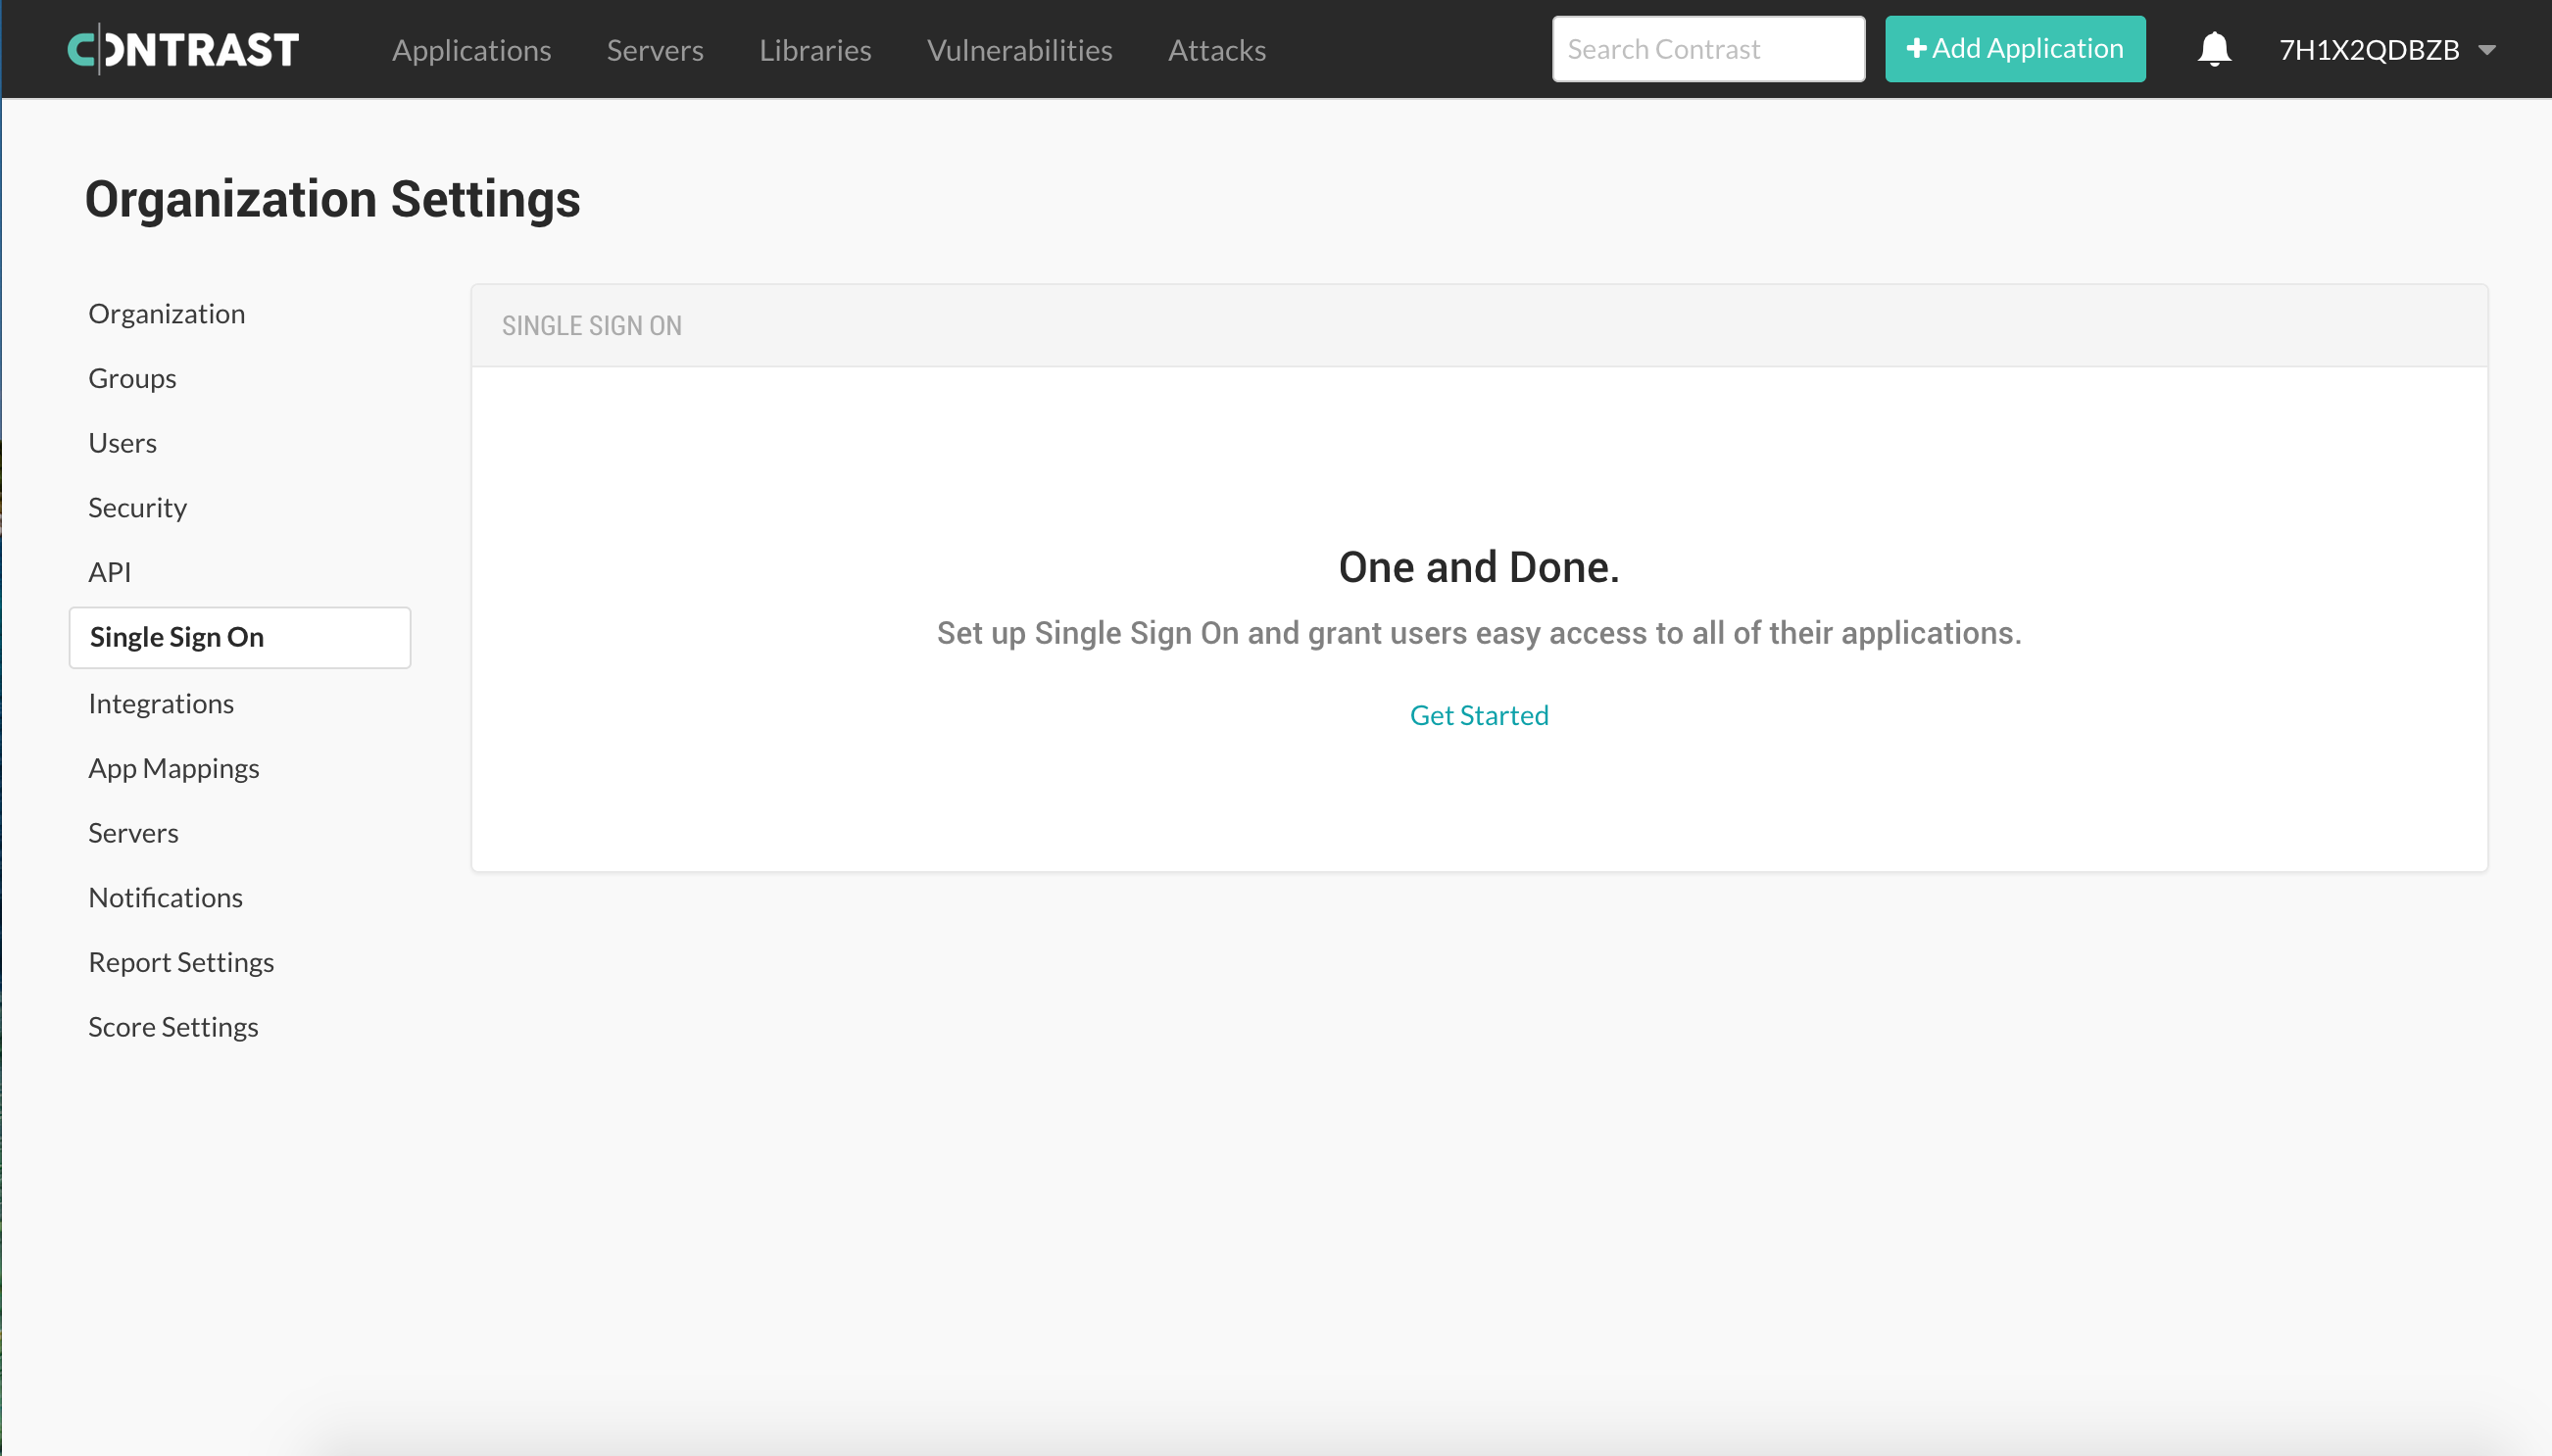 CONTRAST
Applications Servers Libraries Vulnerabilities Attacks
Search Contrast
+ Add Application
7H1X2QDBZB
Organization Settings
Organization
Groups
Users
Security
API
Single Sign On
Integrations
App Mappings
Servers
Notifications
Report Settings
Score Settings
SINGLE SIGN ON
One and Done.
Set up Single Sign On and grant users easy access to all of their applications.
Get Started